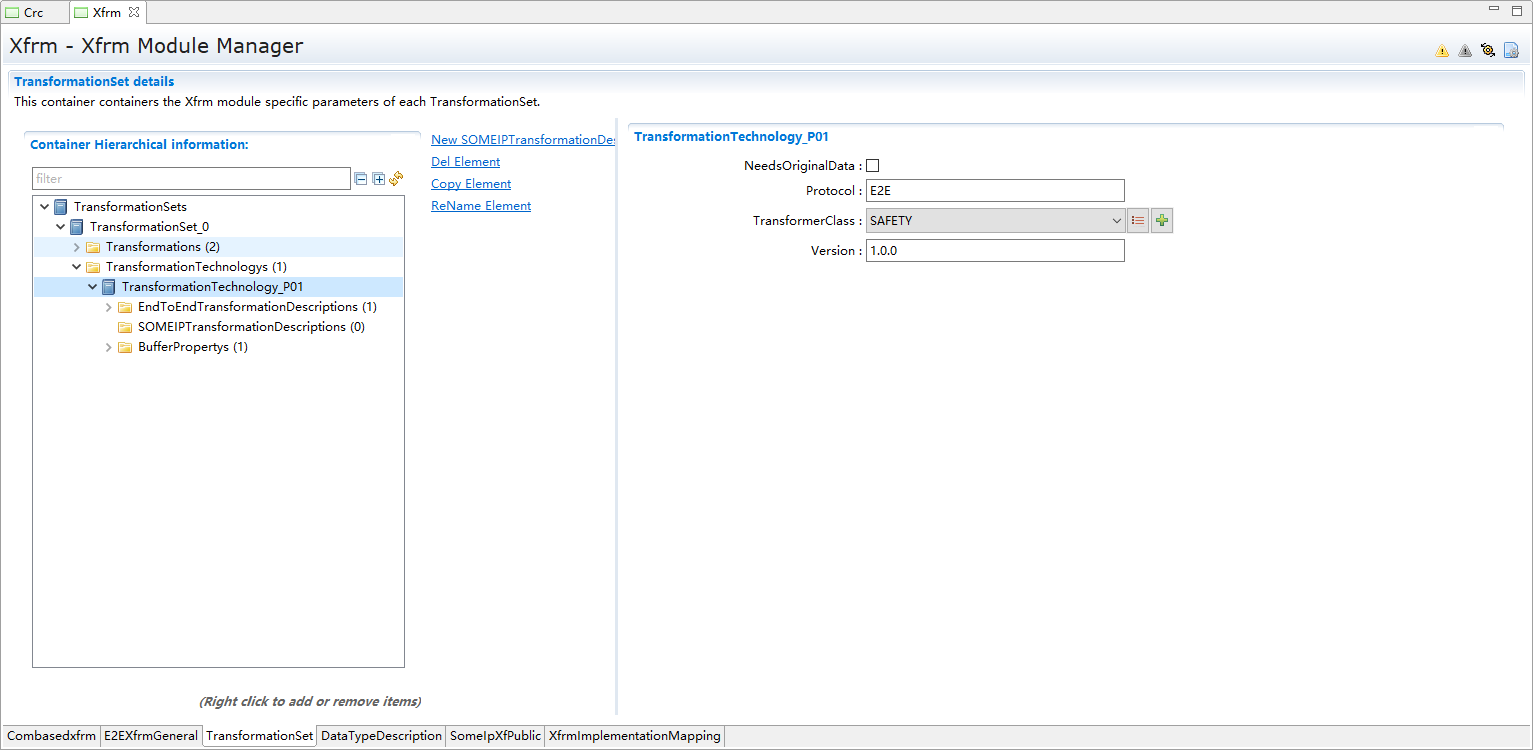 Crc
Xfrm
Xfrm - Xfrm Module Manager
TransformationSet details
This container containers the Xfrm module specific parameters of each TransformationSet.
Container Hierarchical information:
filter
TransformationSets
TransformationSet_0
Transformations (2)
TransformationTechnologys (1)
TransformationTechnology_P01
EndToEndTransformationDescriptions (1)
SOMEIPTransformationDescriptions (0)
BufferPropertys (1)
(Right click to add or remove items)
New SOMEIPTransformationDes
Del Element
Copy Element
ReName Element
TransformationTechnology_P01
NeedsOriginalData :
Protocol : E2E
TransformerClass : SAFETY
Version : 1.0.0
Combasedxfrm E2EXfrmGeneral TransformationSet DataTypeDescription SomeIpXfPublic XfrmImplementationMapping